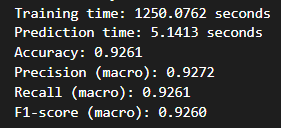 Training time: 1250.0762 seconds
Prediction time: 5.1413 seconds
Accuracy: 0.9261
Precision (macro): 0.9272
Recall (macro): 0.9261
F1-score (macro): 0.9260